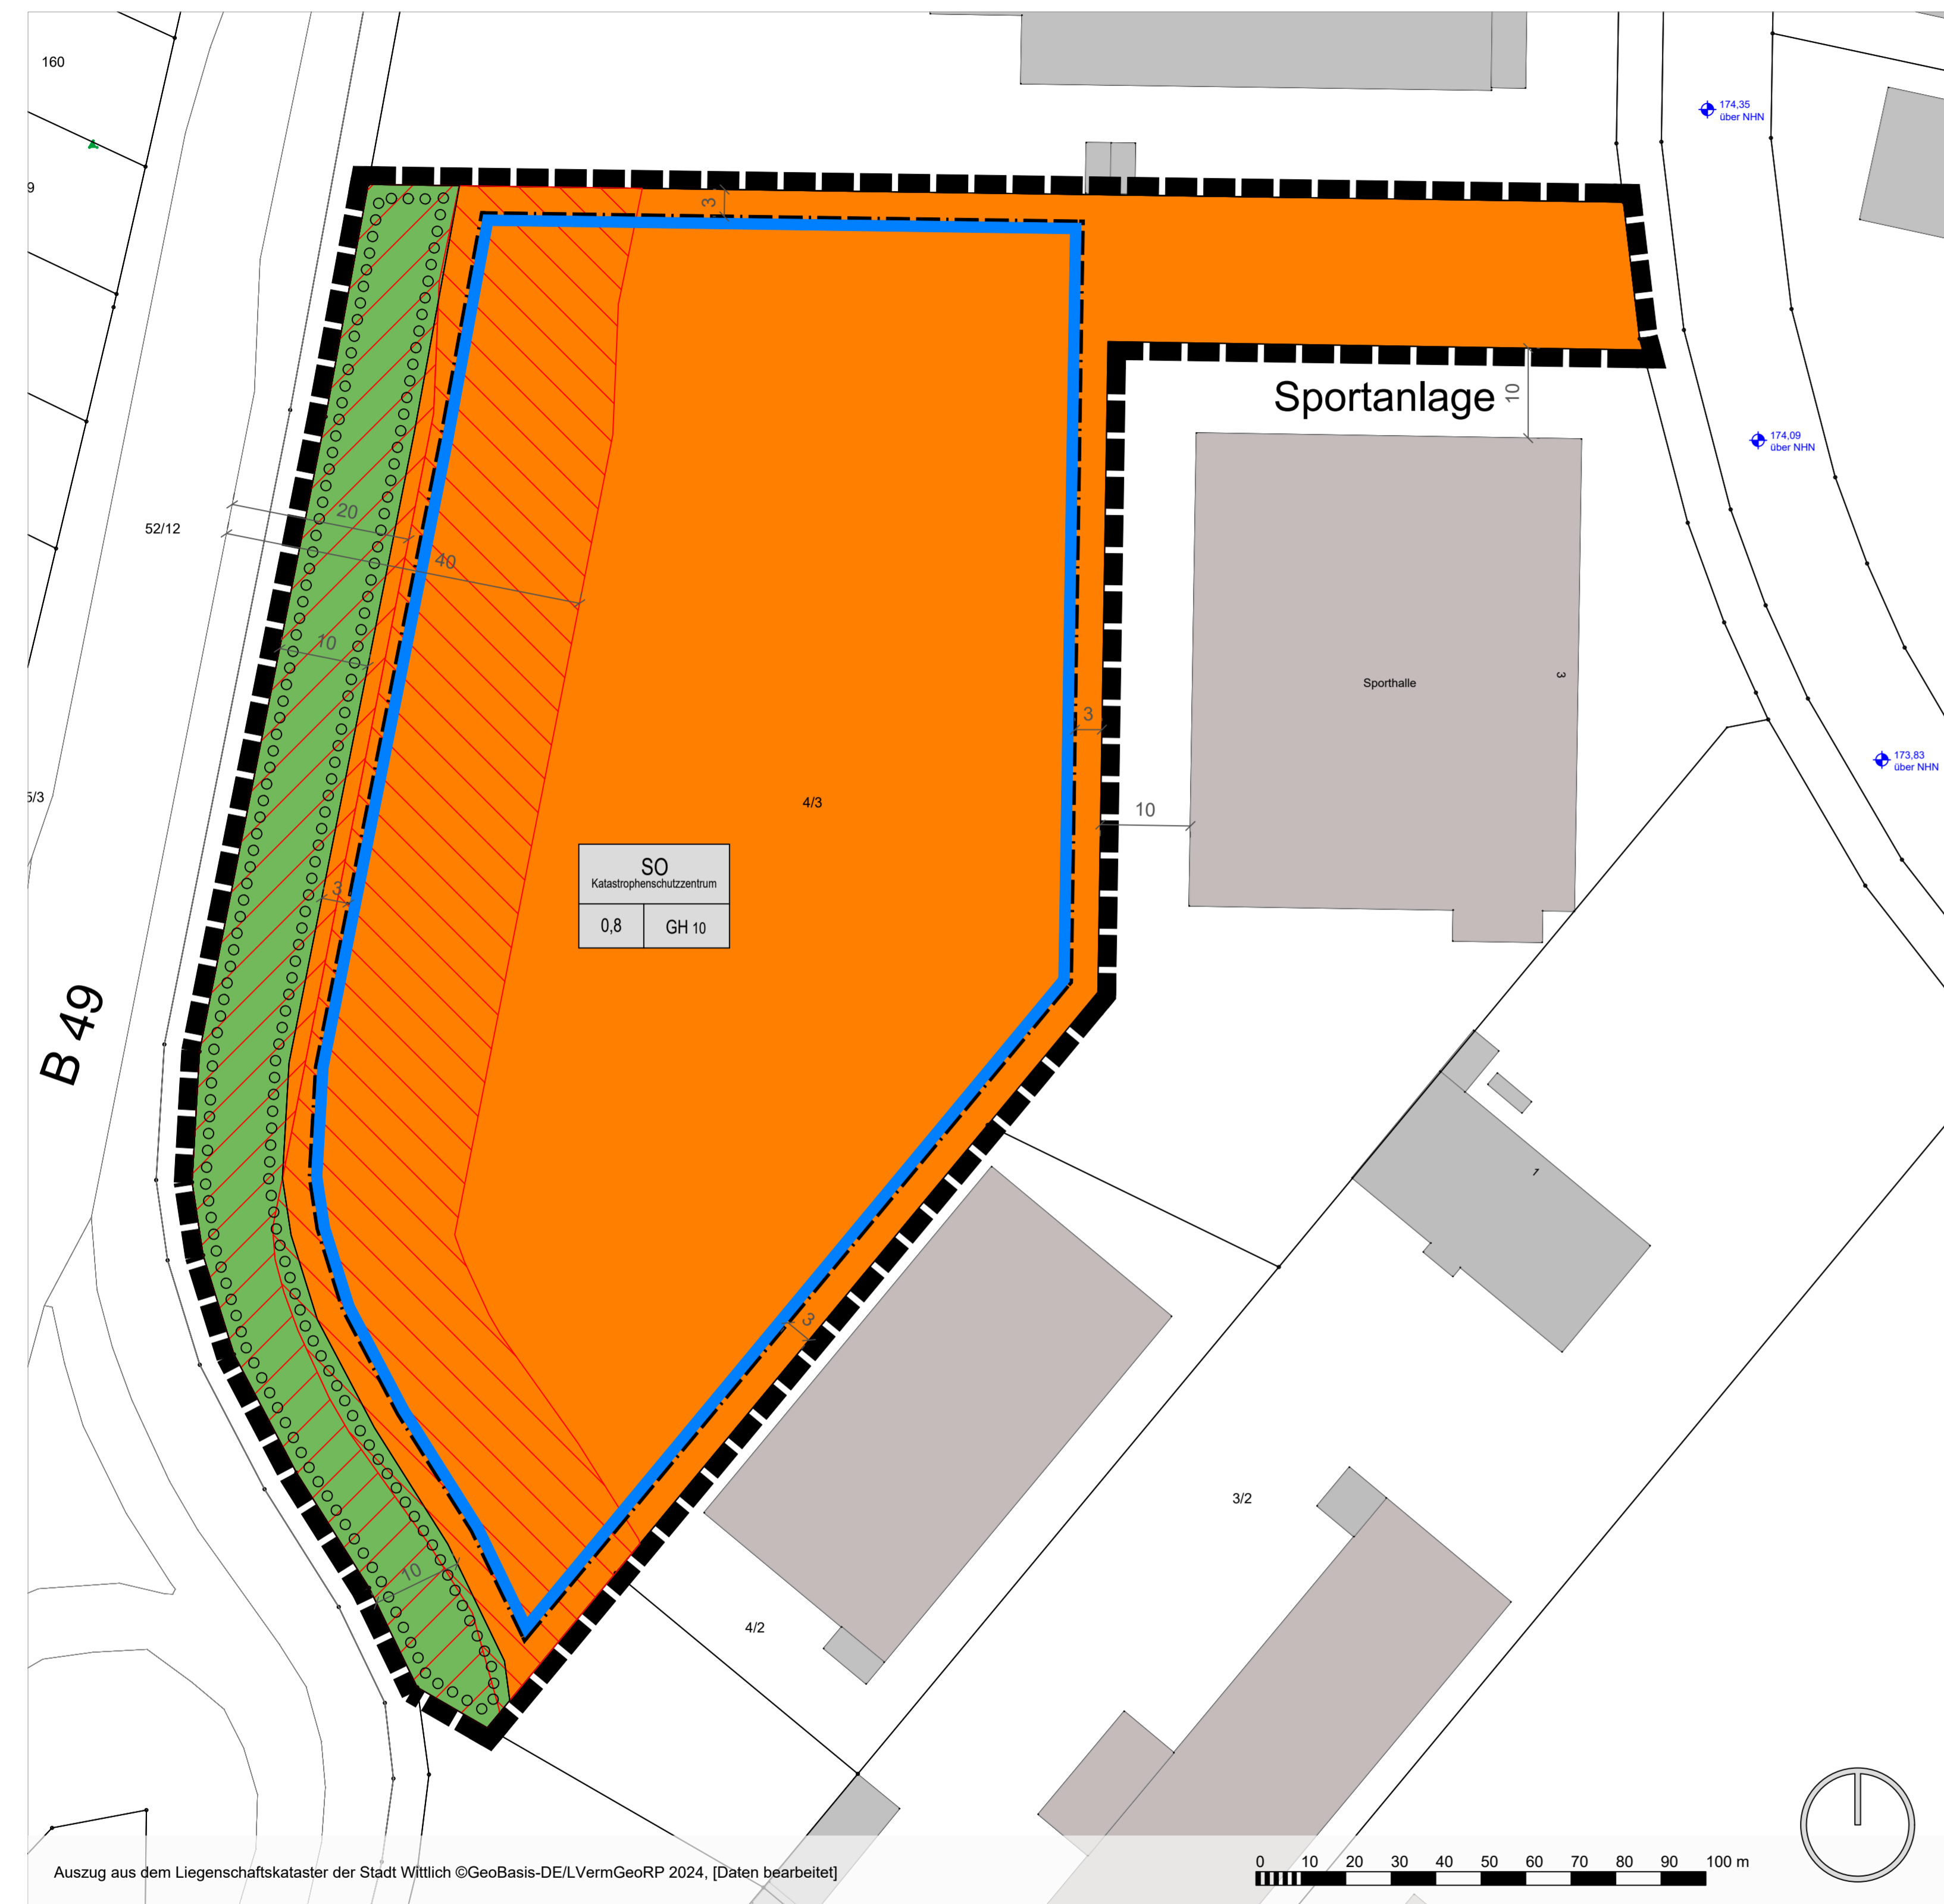 160
174,35
über NHN
9
3
Sportanlage
10
174,09
über NHN
20
52/12
40
10
Sporthalle
3
3
173,83
über NHN
5/3
4/3
10
SO
Katastrophenschutzzentrum
3
0,8 GH 10
B 49
1
3
3/2
10
4/2
Auszug aus dem Liegenschaftskataster der Stadt Wittlich ©GeoBasis-DE/LVermGeoRP 2024, [Daten bearbeitet]
0 10 20 30 40 50 60 70 80 90 100 m